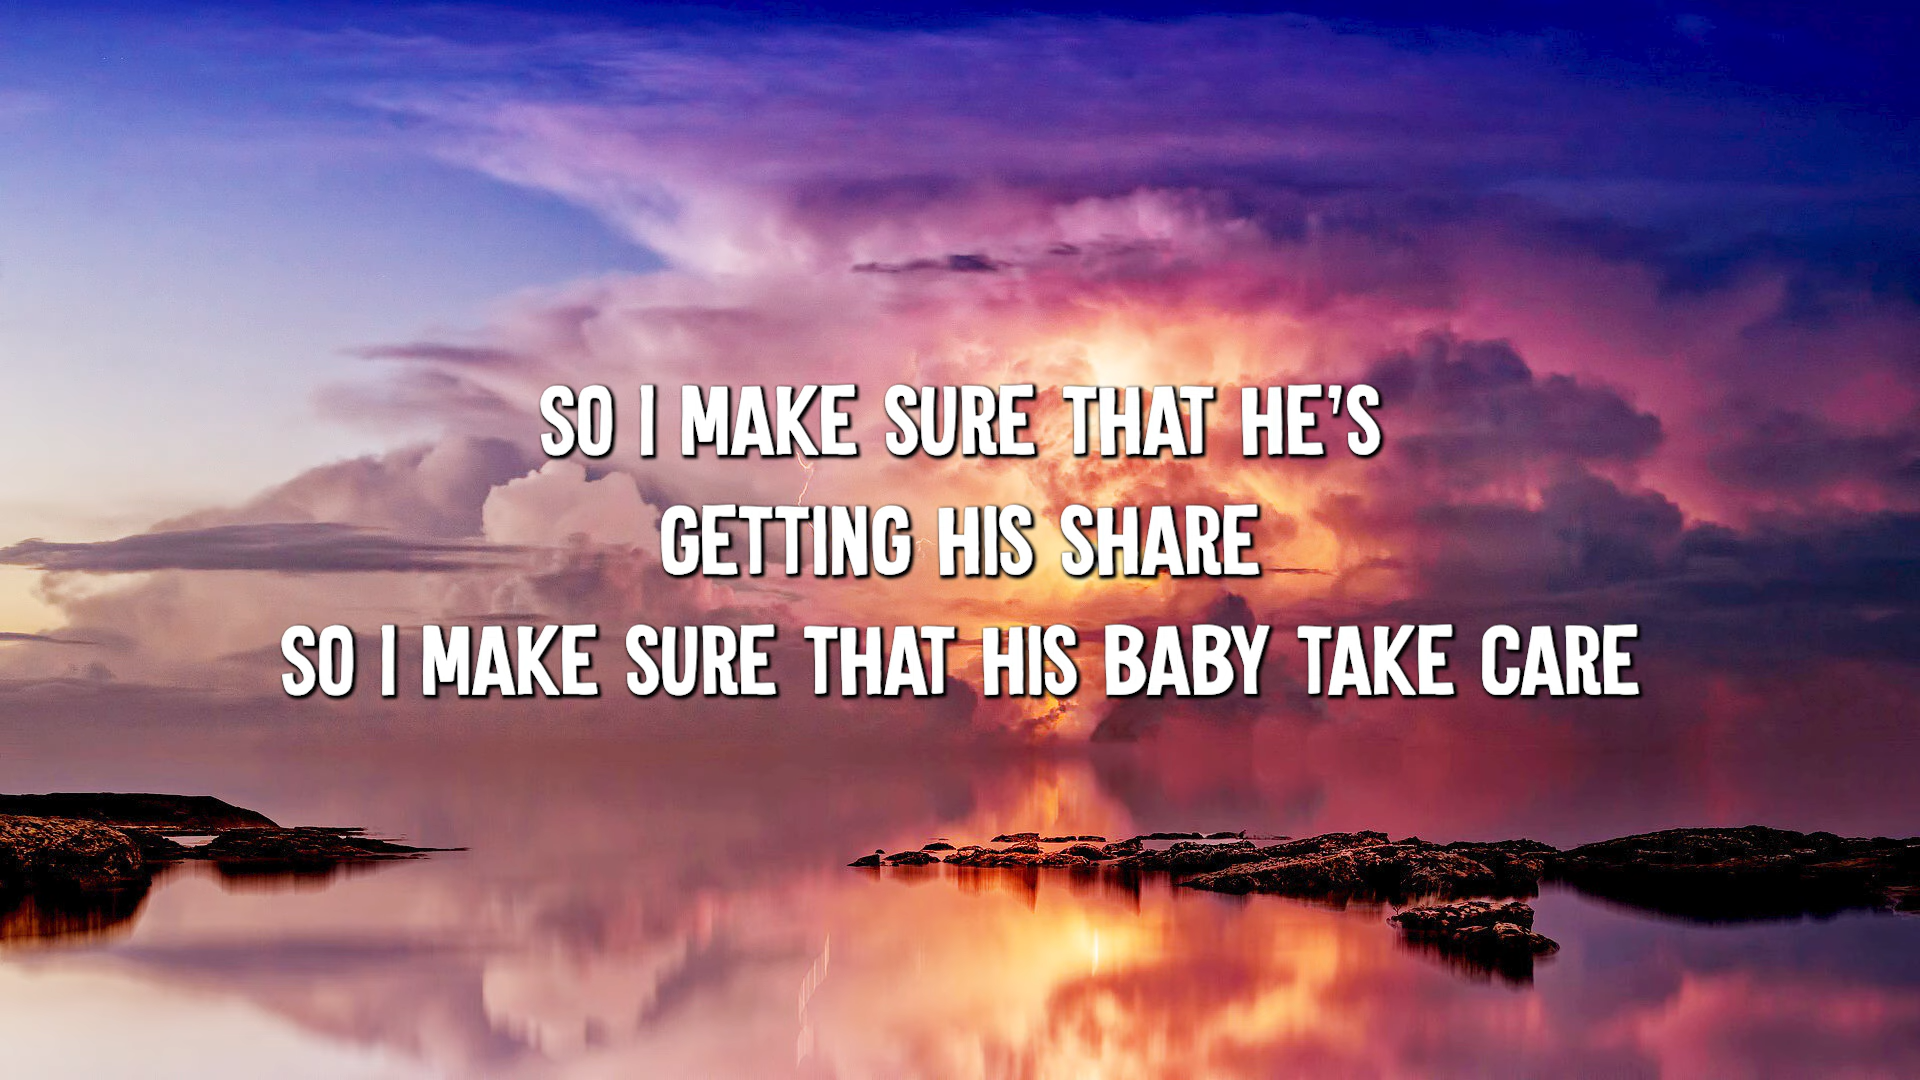 SO I MAKE SURE THAT HE'S
GETTING HIS SHARE
SO I MAKE SURE THAT HIS BABY TAKE CARE